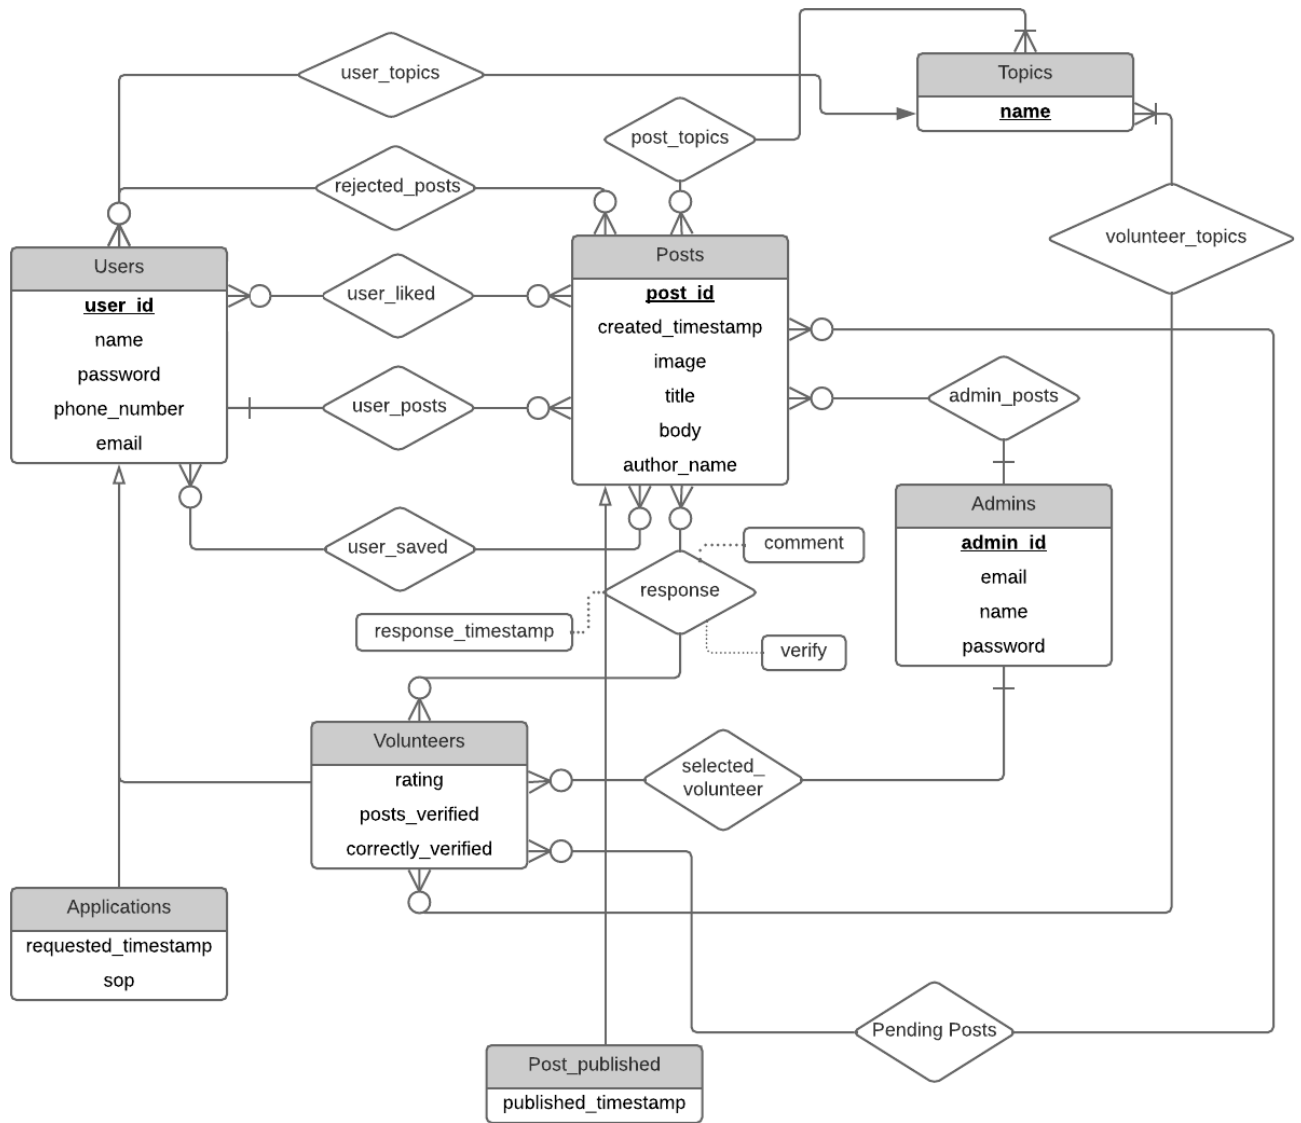 user_topics
Topics
name
post_topics
rejected_posts
volunteer_topics
Users
user_id
name
password
phone_number
email
user_liked
user_posts
user_saved
Posts
post_id
created_timestamp
image
title
body
author_name
admin_posts
Admins
admin_id
email
name
password
comment
response
response_timestamp
verify
Volunteers
rating
posts_verified
correctly_verified
selected_
volunteer
Applications
requested_timestamp
sop
Pending Posts
Post_published
published_timestamp